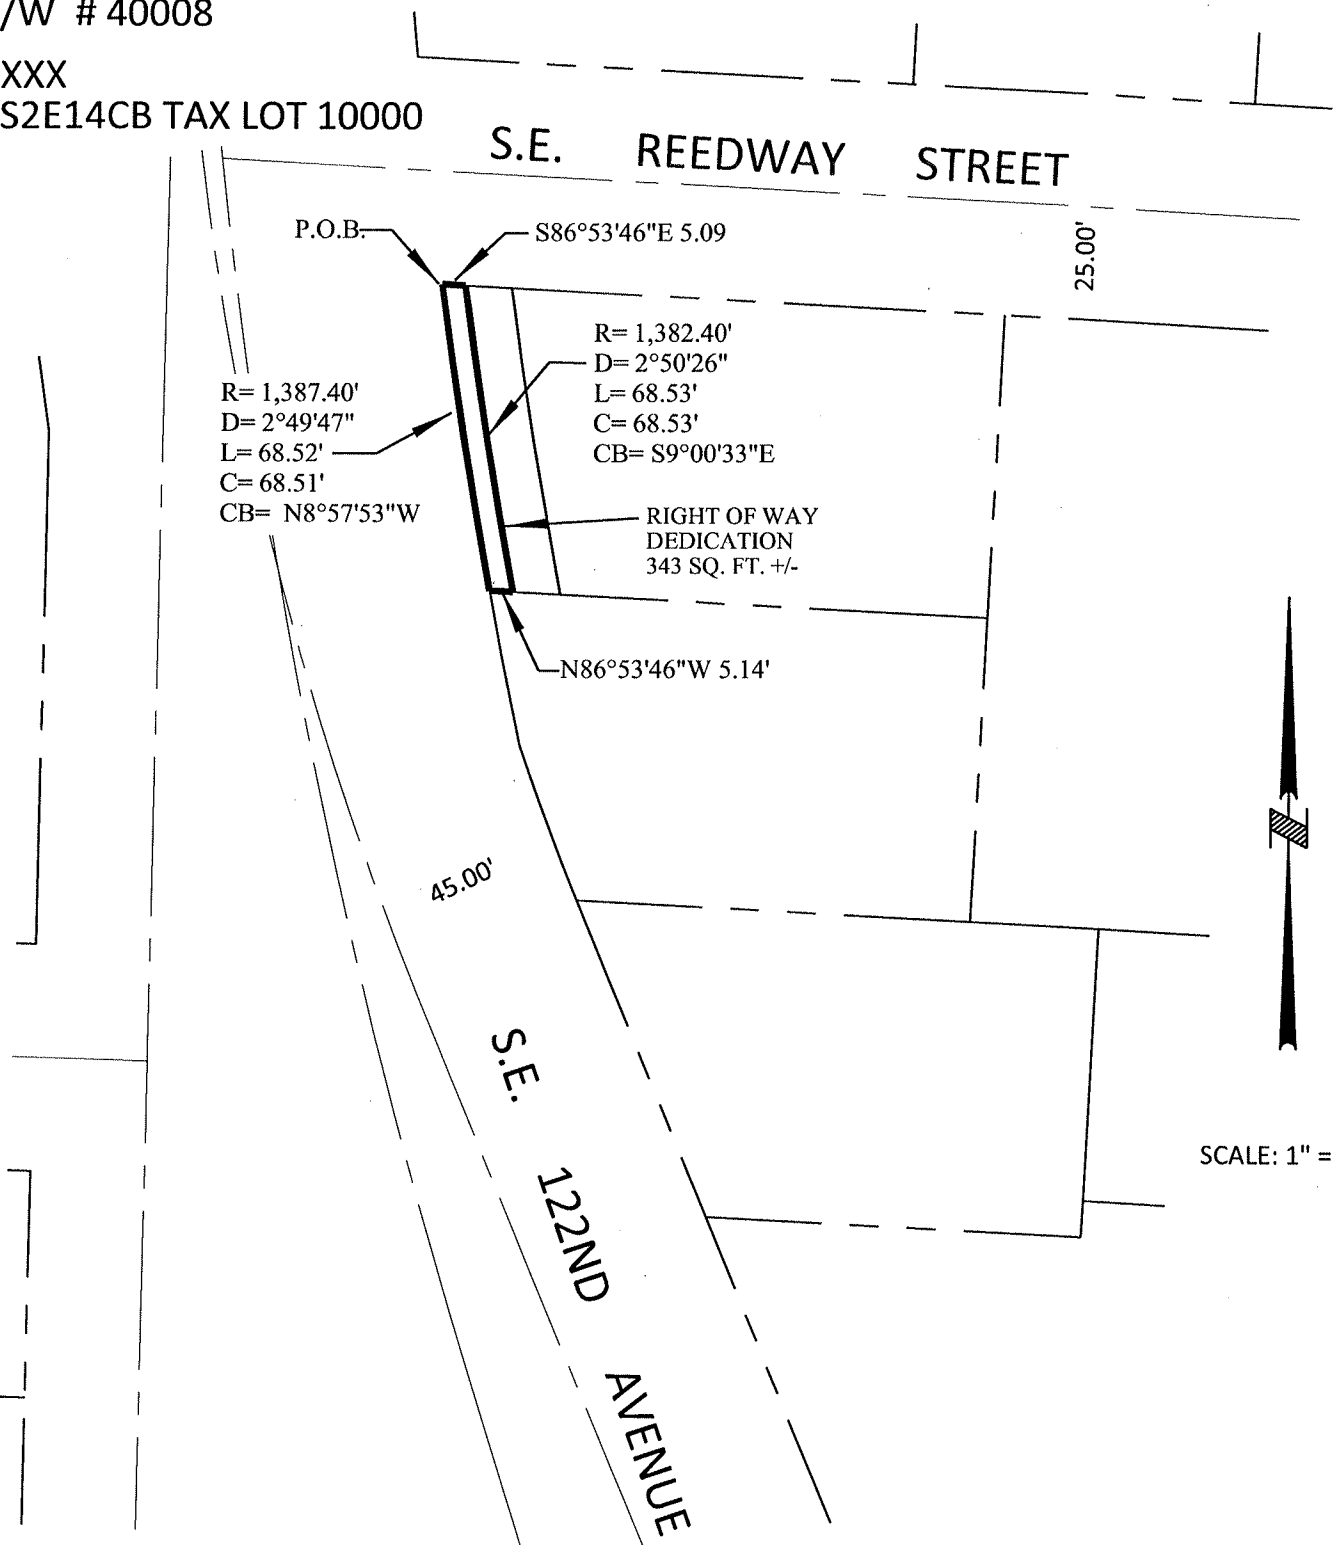 /W # 40008
XXX
S2E14CB TAX LOT 10000
S.E. REEDWAY STREET
P.O.B.
S86°53'46"E 5.09
25.00'
R= 1,382.40'
D= 2°50'26"
L= 68.53'
C= 68.53'
CB= S9°00'33"E
R= 1,387.40'
D= 2°49'47"
L= 68.52'
C= 68.51'
CB= N8°57'53"W
RIGHT OF WAY
DEDICATION
343 SQ. FT. +/-
N86°53'46"W 5.14'
45.00'
S.E. 122ND AVENUE
SCALE: 1" =